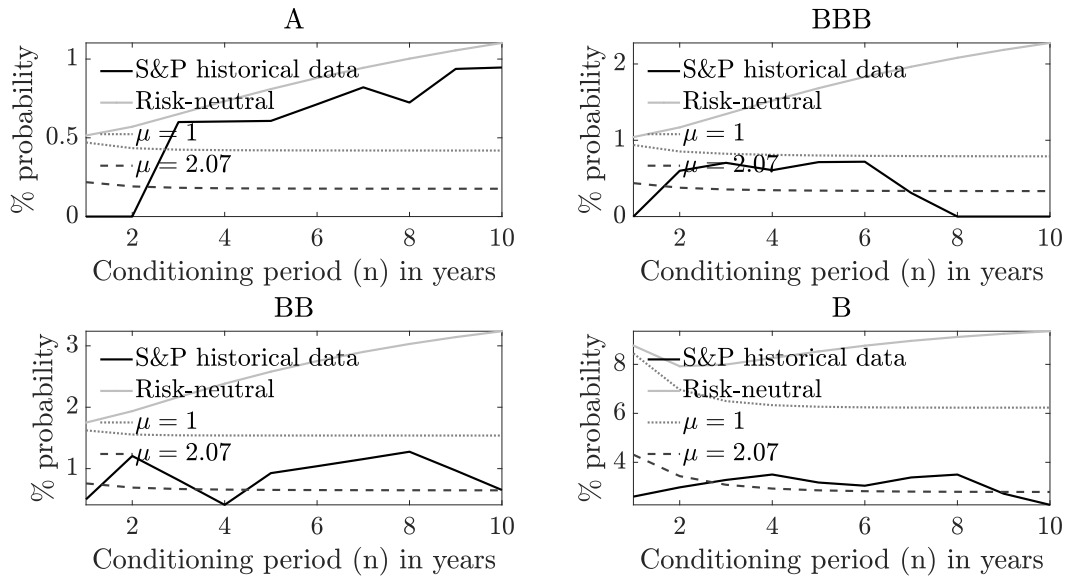 A
% probability
1
0.5
0
S&P historical data
Risk-neutral
μ = 1
μ = 2.07
2 4 6 8 10
Conditioning period (n) in years
BBB
% probability
2
1
0
S&P historical data
Risk-neutral
μ = 1
μ = 2.07
2 4 6 8 10
Conditioning period (n) in years
BB
% probability
3
2
1
S&P historical data
Risk-neutral
μ = 1
μ = 2.07
2 4 6 8 10
Conditioning period (n) in years
B
% probability
8
6
4
S&P historical data
Risk-neutral
μ = 1
μ = 2.07
2 4 6 8 10
Conditioning period (n) in years